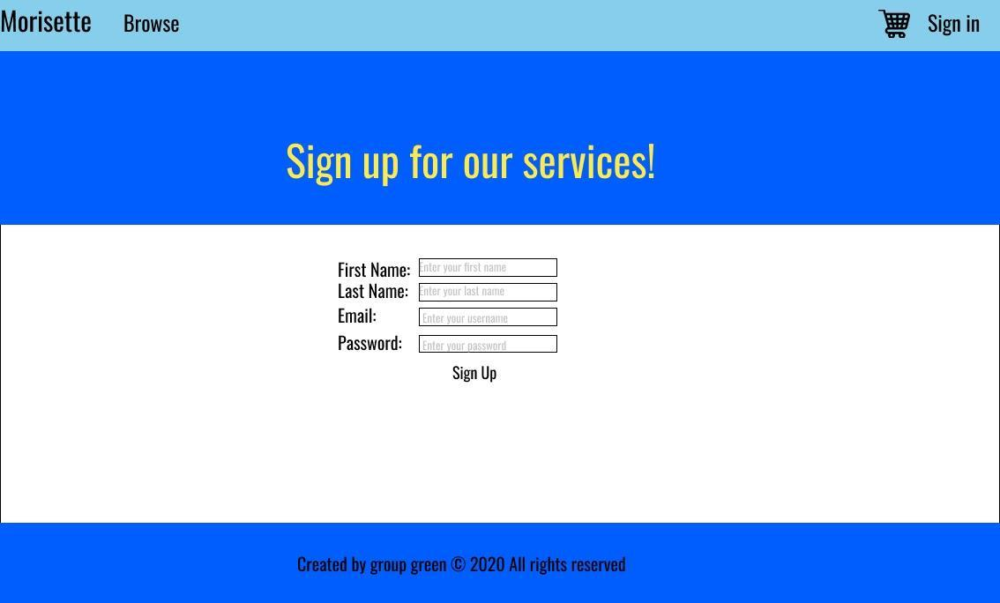 Morisette Browse Sign in
Sign up for our services!
First Name: Enter your first name
Last Name: Enter your last name
Email: Enter your username
Password: Enter your password
Sign Up
Created by group green © 2020 All rights reserved